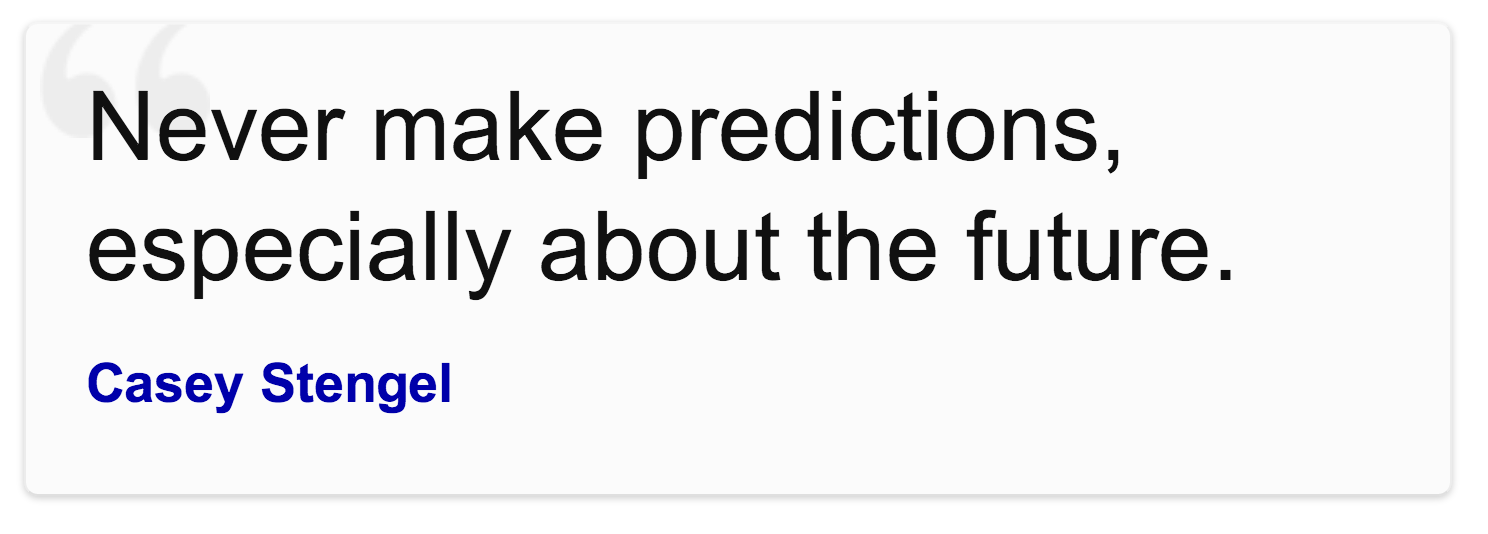 Never make predictions,
especially about the future.
Casey Stengel